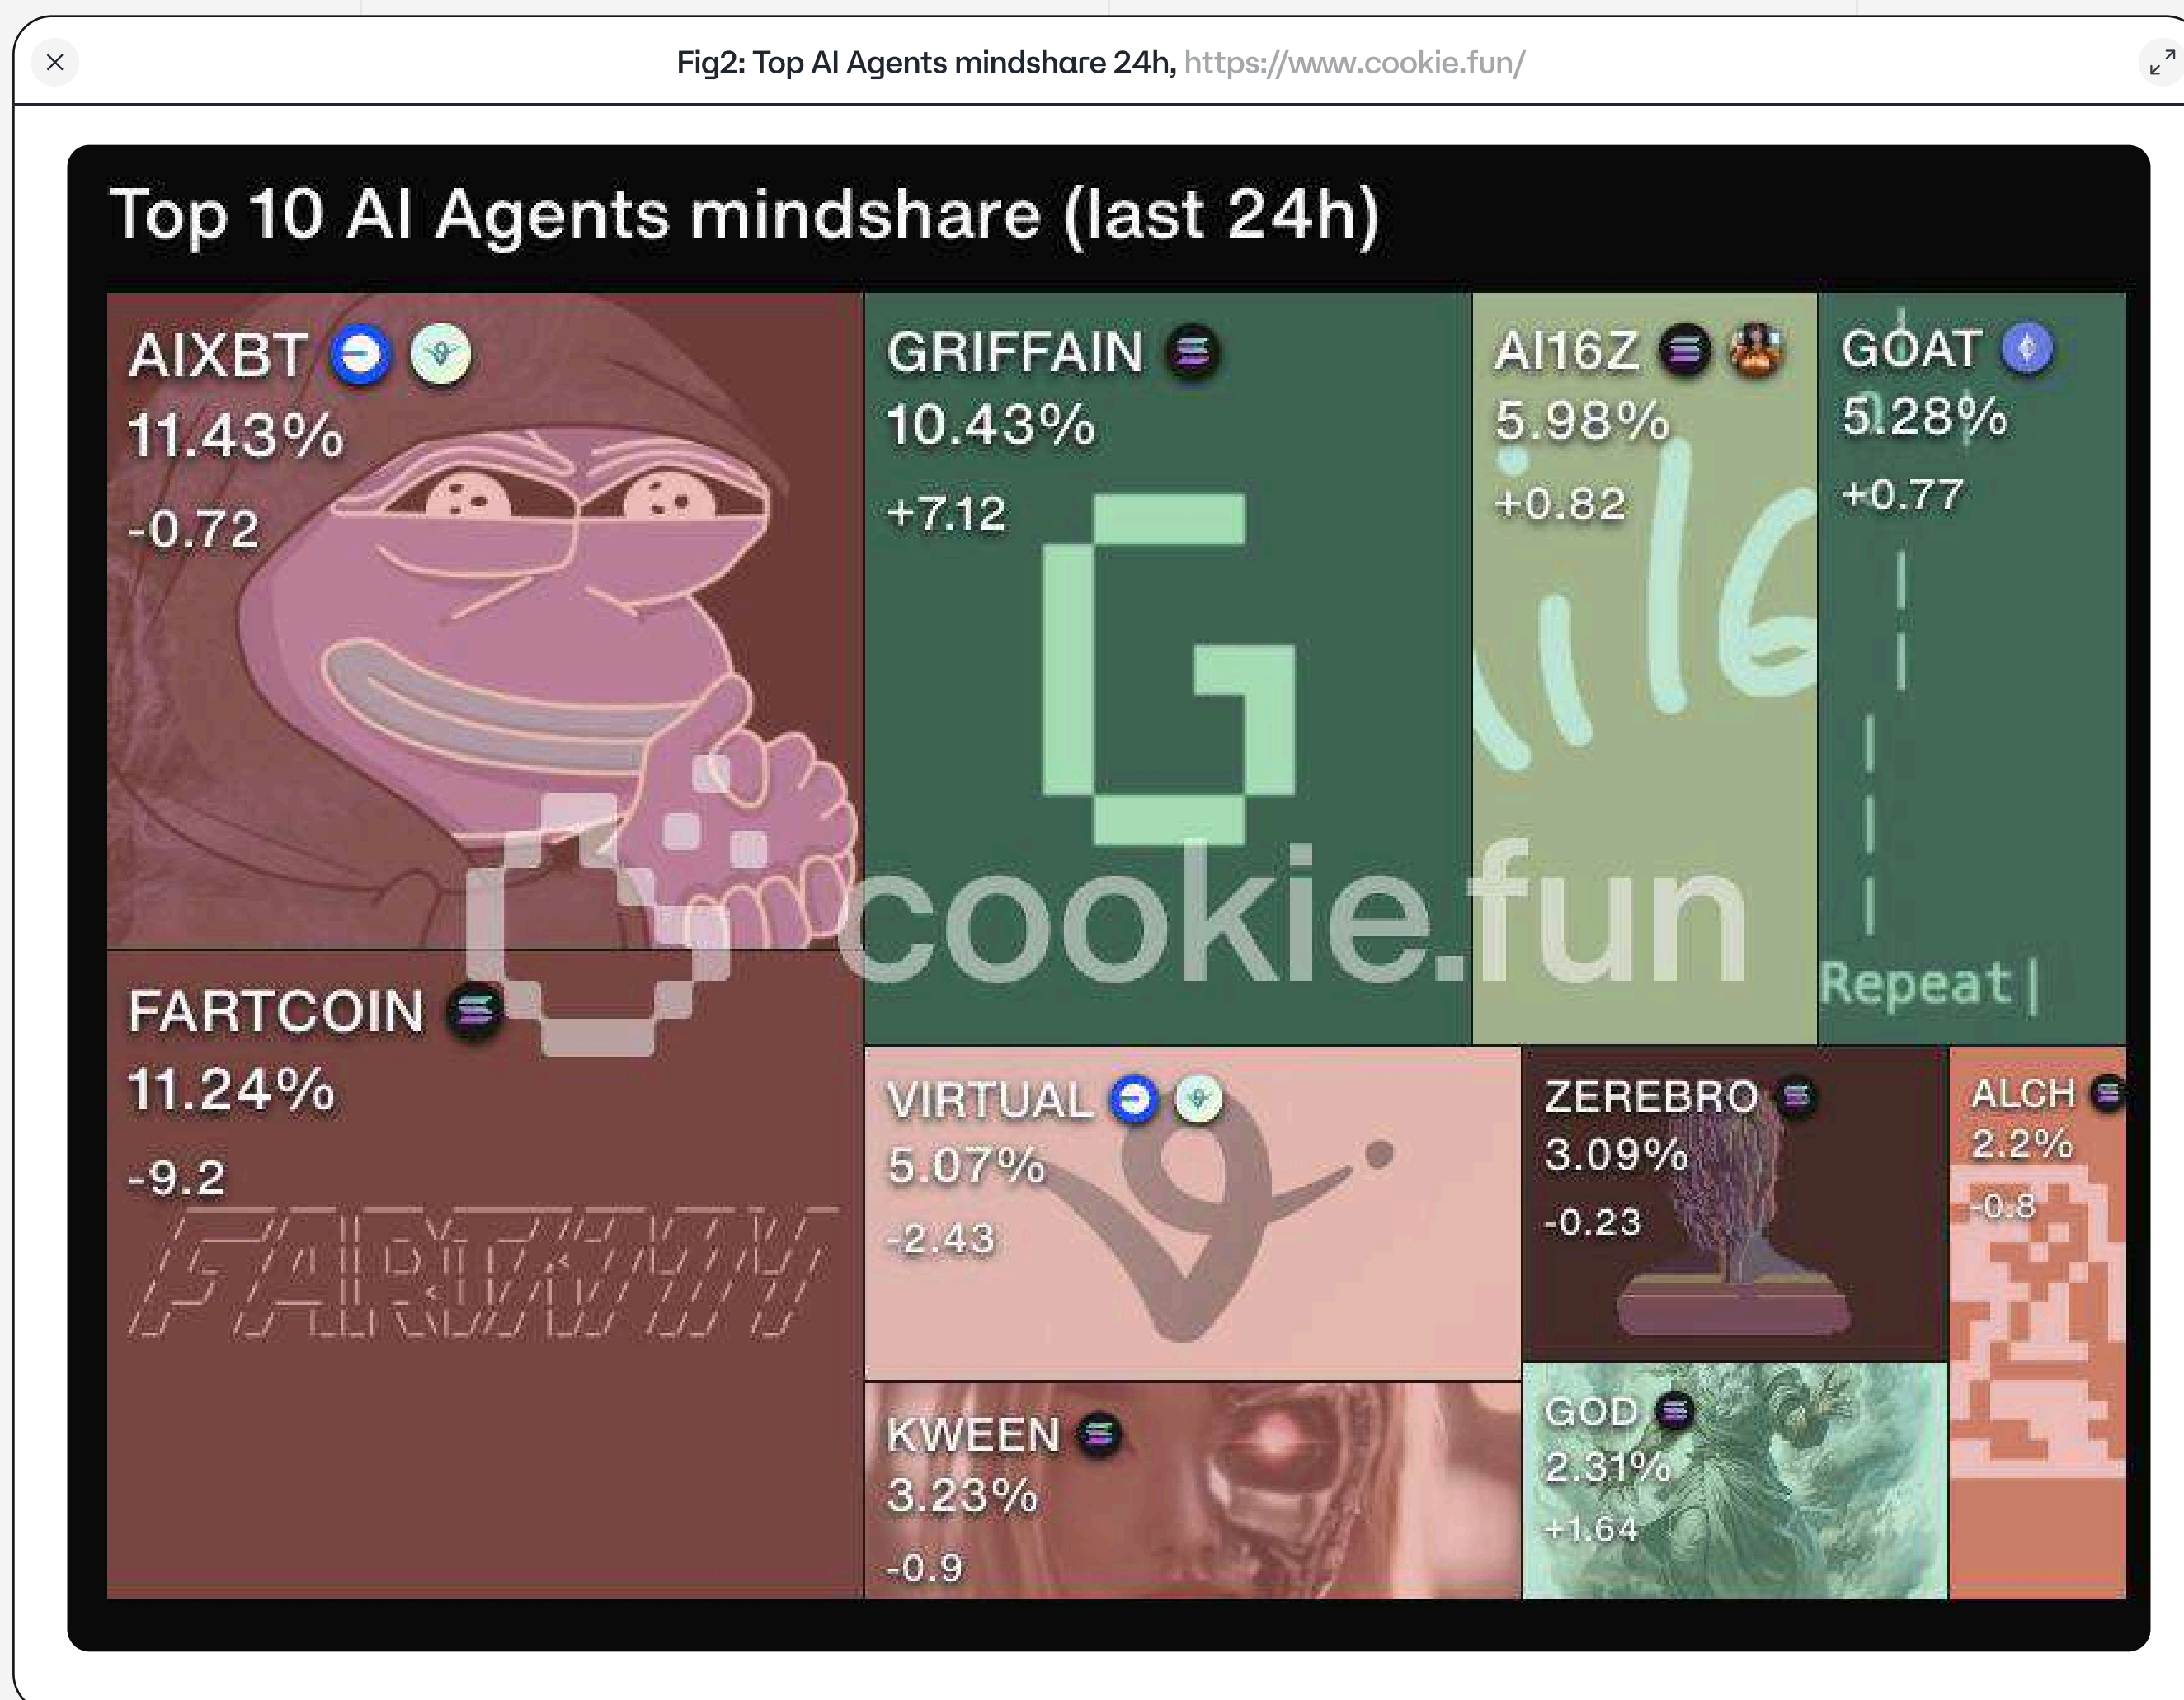 Fig2: Top AI Agents mindshare 24h, https://www.cookie.fun/
Top 10 AI Agents mindshare (last 24h)
AIXBT
11.43%
-0.72
GRIFFAIN
10.43%
+7.12
G
AI16Z
5.98%
+0.82
ai16
GOAT
5.28%
+0.77
Repeat|
cookie.fun
FARTCOIN
11.24%
-9.2
VIRTUAL
5.07%
-2.43
ZEREBRO
3.09%
-0.23
ALCH
2.2%
-0.8
KWEEN
3.23%
-0.9
GOD
2.31%
+1.64